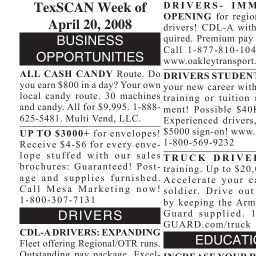 TexSCAN Week of
April 20, 2008
BUSINESS
OPPORTUNITIES
ALL CASH CANDY Route. Do
you earn $800 in a day? Your own
local candy route. 30 machines
and candy. All for $9,995. 1-888-
625-5481. Multi Vend, LLC.
UP TO $3000+ for envelopes!
Receive $4-$6 for every enve-
lope stuffed with our sales
brochures: Guaranteed! Post-
age and supplies furnished.
Call Mesa Marketing now!
1-800-307-7131
DRIVERS
CDL-A DRIVERS: EXPANDING
Fleet offering Regional/OTR runs.
Outstanding pay package. Excel-
DRIVERS- IMM
OPENING for regio
drivers! CDL-A with
quired. Premium pay
Call 1-877-810-104
www.oakleytransport.
DRIVERS STUDENT
your new career with
training or tuition
ment! Possible $40K
Experienced drivers,
$5000 sign-on! www.
1-800-569-9232
TRUCK DRIVE
training. Up to $20,0
Accelerate your ca
soldier. Drive out
by keeping the Arm
Guard supplied. 1
GUARD.com/truck
EDUCATIO